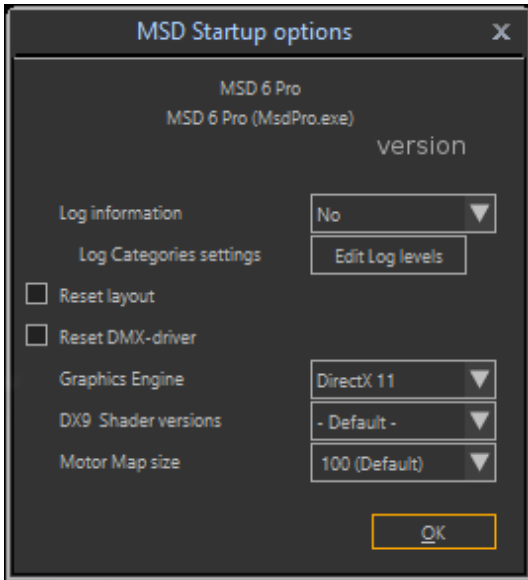 MSD Startup options X
MSD 6 Pro
MSD 6 Pro (MsdPro.exe)
version
Log information No
Log Categories settings Edit Log levels
Reset layout
Reset DMX-driver
Graphics Engine DirectX 11
DX9 Shader versions - Default -
Motor Map size 100 (Default)
OK